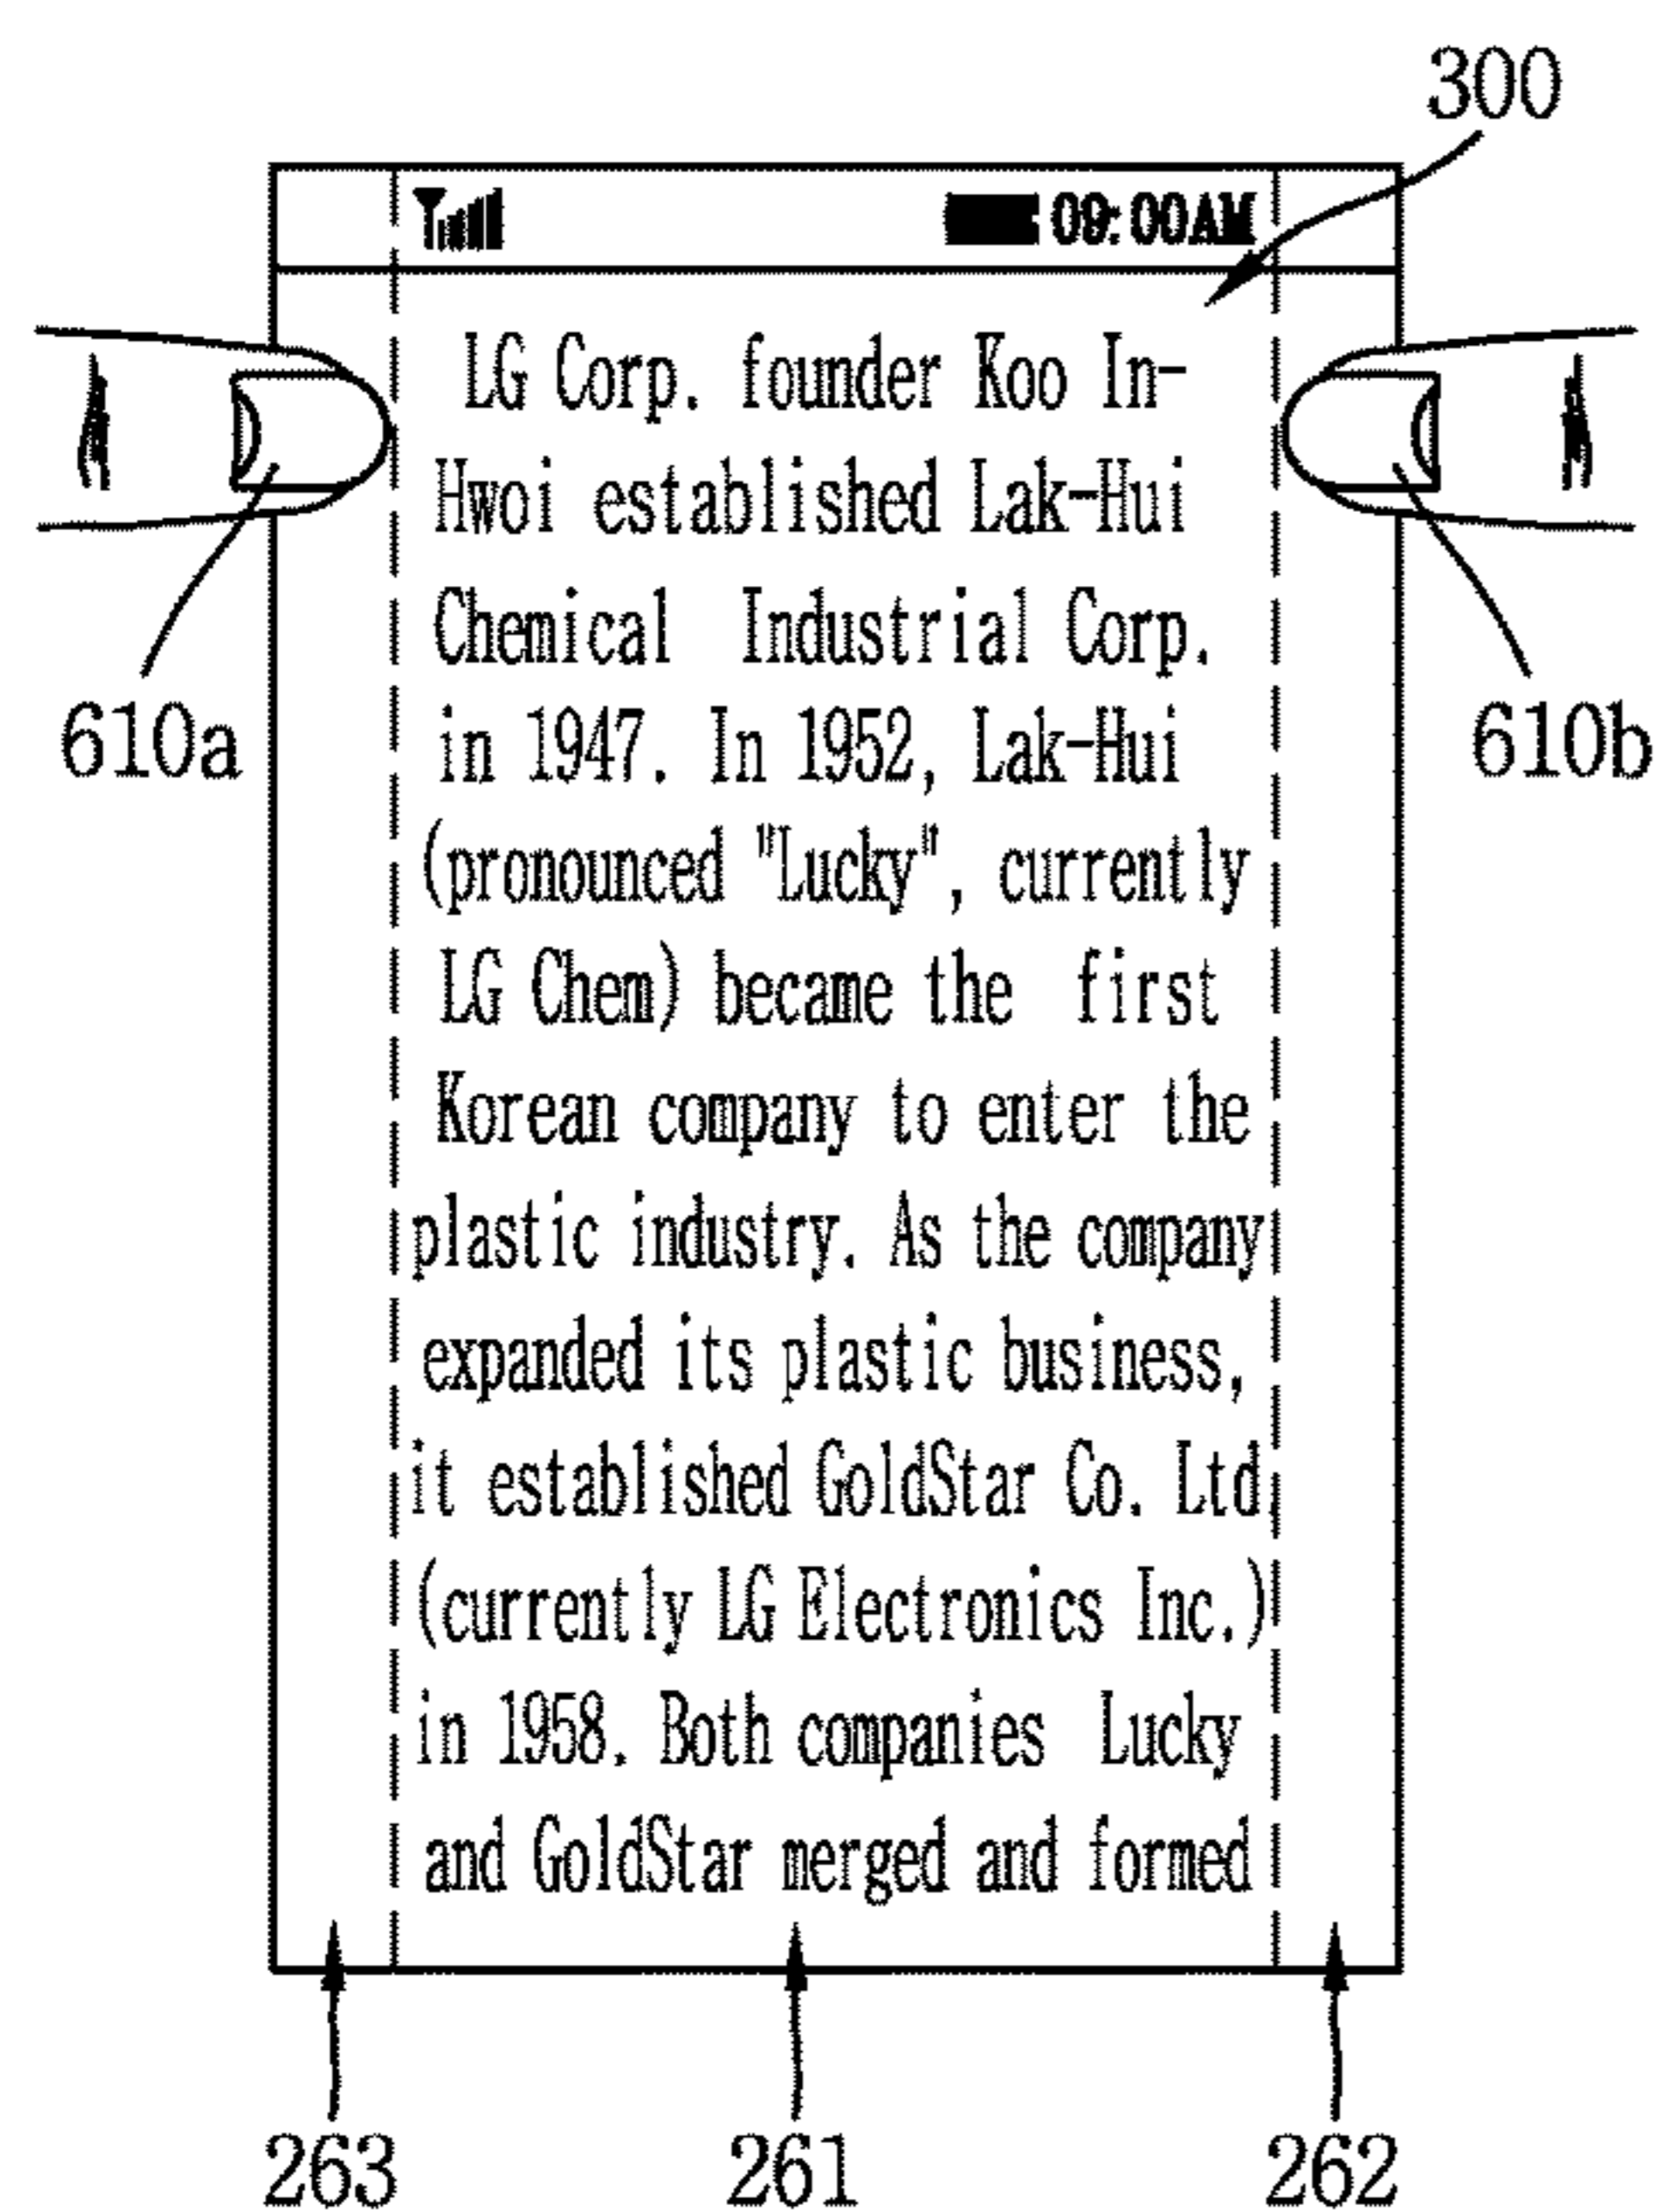 300
09:00AM
LG Corp. founder Koo In-
Hwoi established Lak-Hui
Chemical Industrial Corp.
in 1947. In 1952, Lak-Hui
610a
610b
(pronounced "Lucky", currently
LG Chem) became the first
Korean company to enter the
plastic industry. As the company
expanded its plastic business,
it established GoldStar Co. Ltd.
(currently LG Electronics Inc.)
in 1958. Both companies Lucky
and GoldStar merged and formed
263
261
262